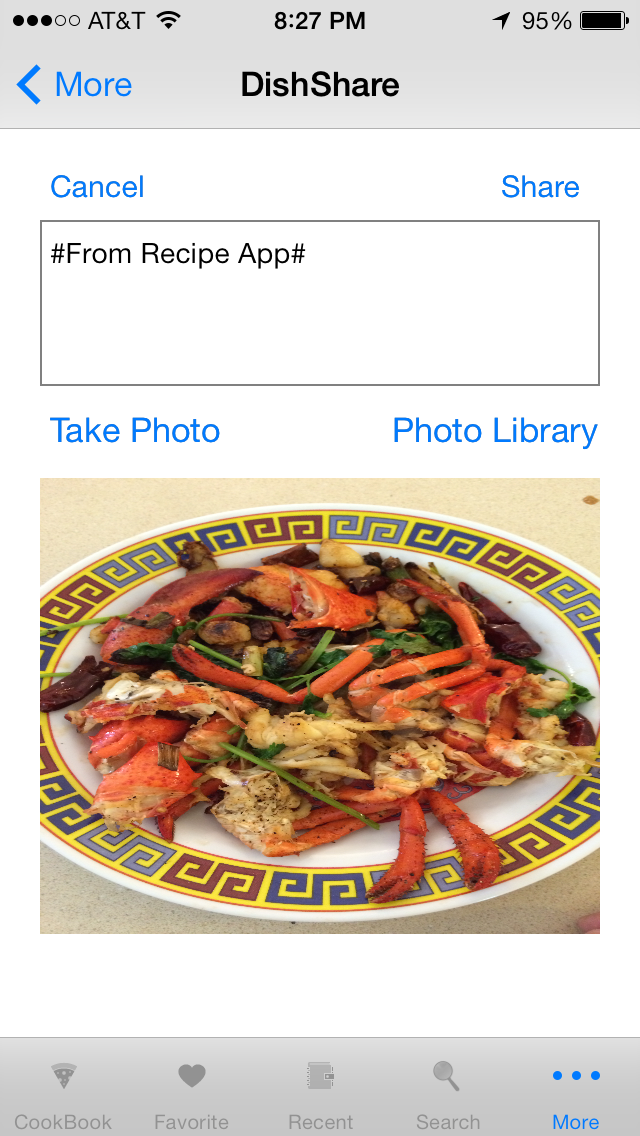 AT&T 8:27 PM 95%
More DishShare
Cancel Share
#From Recipe App#
Take Photo Photo Library
CookBook Favorite Recent Search More